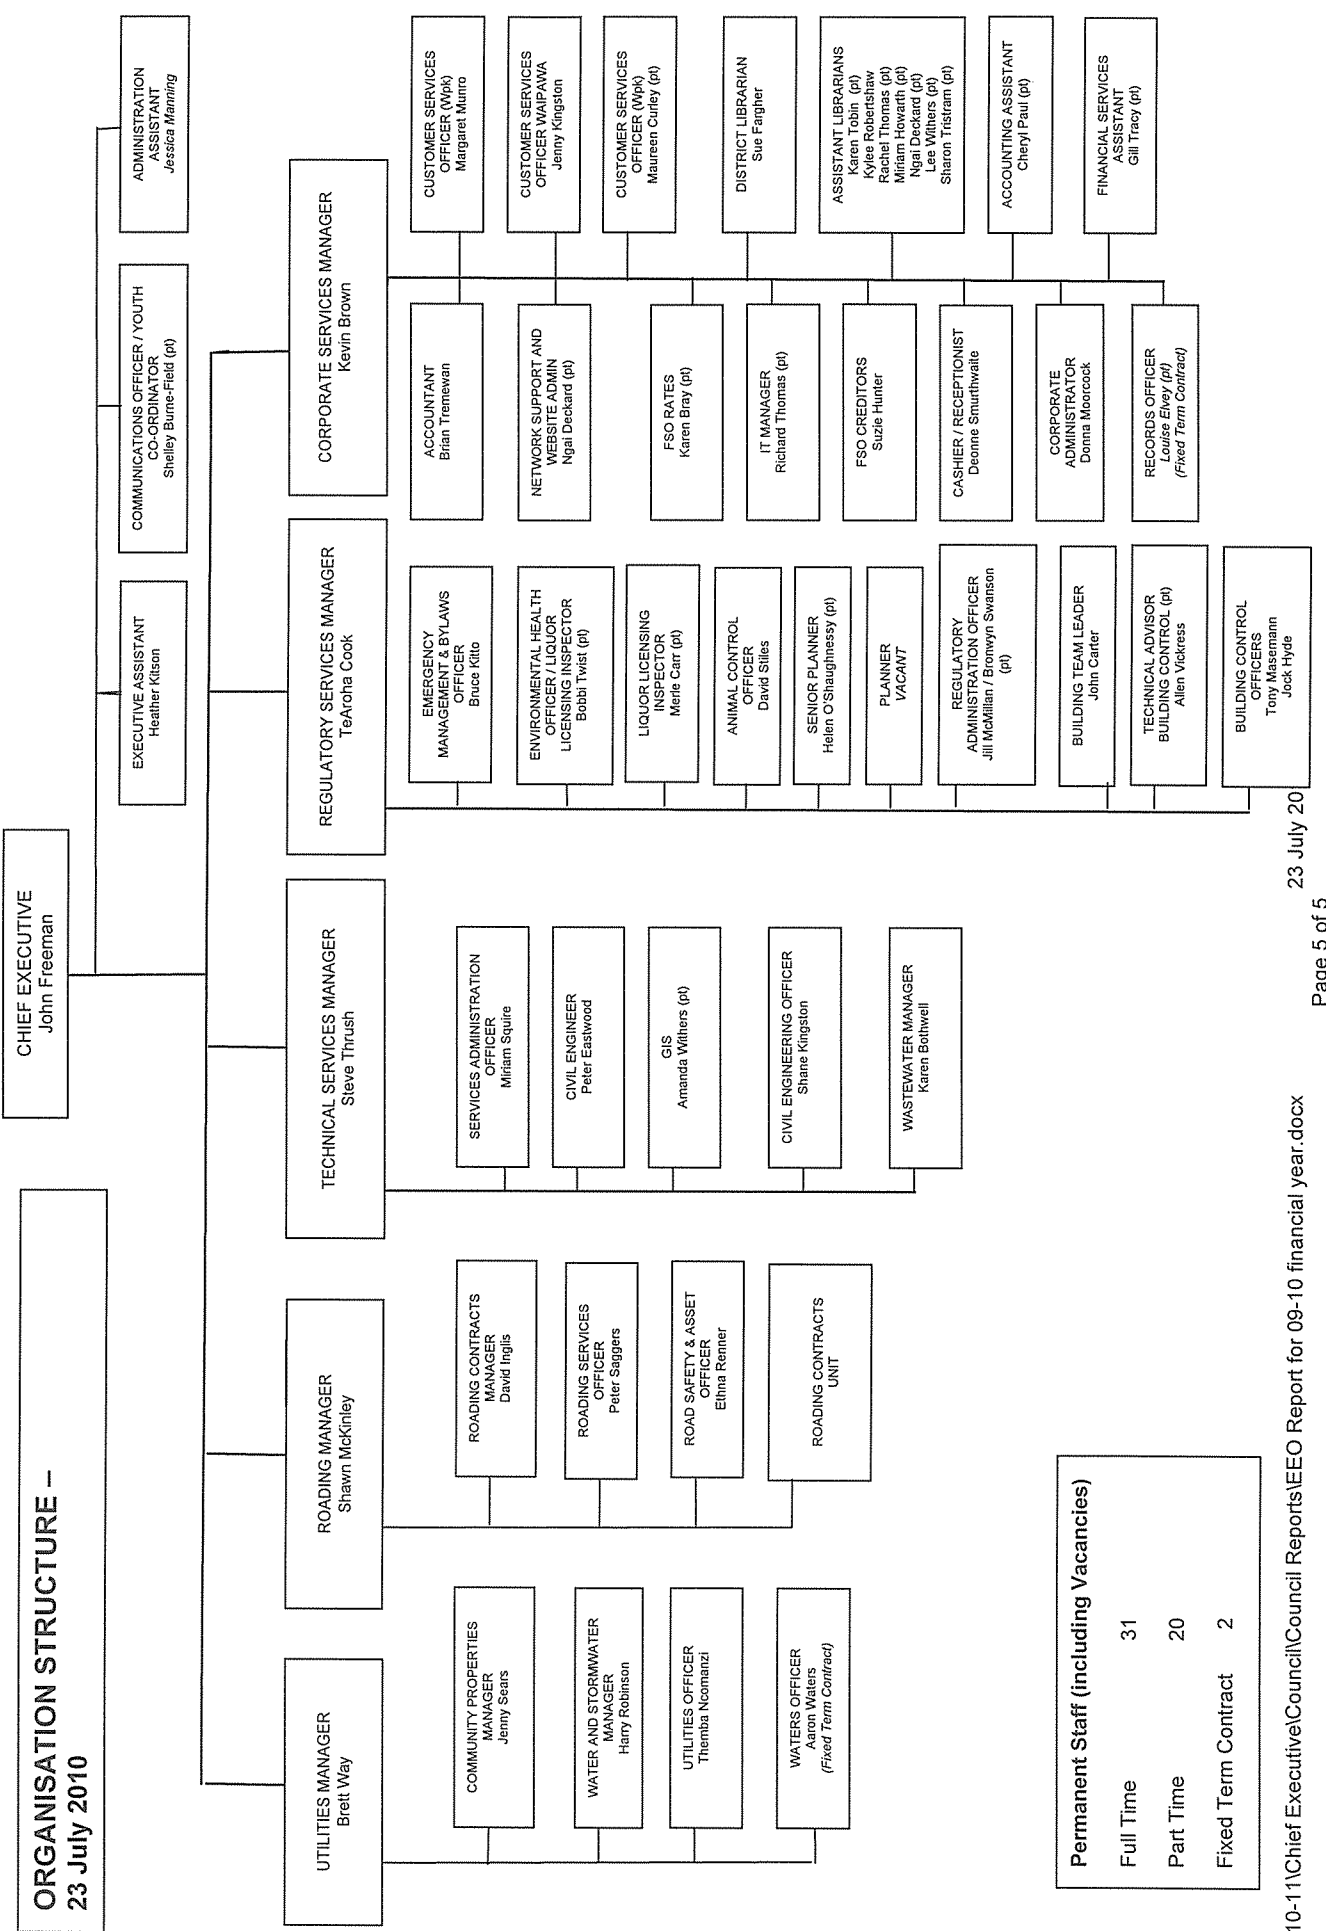 ORGANISATION STRUCTURE –
23 July 2010
CHIEF EXECUTIVE
John Freeman
EXECUTIVE ASSISTANT
Heather Kitson
COMMUNICATIONS OFFICER / YOUTH
CO-ORDINATOR
Shelley Burne-Field (pt)
ADMINISTRATION
ASSISTANT
Jessica Manning
UTILITIES MANAGER
Brett Way
COMMUNITY PROPERTIES
MANAGER
Jenny Sears
WATER AND STORMWATER
MANAGER
Harry Robinson
UTILITIES OFFICER
Themba Ncomanzi
WATERS OFFICER
Aaron Waters
(Fixed Term Contract)
ROADING MANAGER
Shawn McKinley
ROADING CONTRACTS
MANAGER
David Inglis
ROADING SERVICES
OFFICER
Peter Saggers
ROAD SAFETY & ASSET
OFFICER
Ethna Renner
ROADING CONTRACTS
UNIT
TECHNICAL SERVICES MANAGER
Steve Thrush
SERVICES ADMINISTRATION
OFFICER
Miriam Squire
CIVIL ENGINEER
Peter Eastwood
GIS
Amanda Withers (pt)
CIVIL ENGINEERING OFFICER
Shane Kingston
WASTEWATER MANAGER
Karen Bothwell
REGULATORY SERVICES MANAGER
TeAroha Cook
EMERGENCY
MANAGEMENT & BYLAWS
OFFICER
Bruce Kitto
ENVIRONMENTAL HEALTH
OFFICER / LIQUOR
LICENSING INSPECTOR
Bobbi Twist (pt)
LIQUOR LICENSING
INSPECTOR
Merle Carr (pt)
ANIMAL CONTROL
OFFICER
David Stiles
SENIOR PLANNER
Helen O'Shaughnessy (pt)
PLANNER
VACANT
REGULATORY
ADMINISTRATION OFFICER
Jill McMillan / Bronwyn Swanson
(pt)
BUILDING TEAM LEADER
John Carter
TECHNICAL ADVISOR
BUILDING CONTROL (pt)
Allen Vickress
BUILDING CONTROL
OFFICERS
Tony Masemann
Jock Hyde
CORPORATE SERVICES MANAGER
Kevin Brown
ACCOUNTANT
Brian Tremewan
NETWORK SUPPORT AND
WEBSITE ADMIN
Ngai Deckard (pt)
FSO RATES
Karen Bray (pt)
IT MANAGER
Richard Thomas (pt)
FSO CREDITORS
Suzie Hunter
CASHIER / RECEPTIONIST
Deonne Smurthwaite
CORPORATE
ADMINISTRATOR
Donna Moorcock
RECORDS OFFICER
Louise Elvey (pt)
(Fixed Term Contract)
CUSTOMER SERVICES
OFFICER (Wpk)
Margaret Munro
CUSTOMER SERVICES
OFFICER WAIPAWA
Jenny Kingston
CUSTOMER SERVICES
OFFICER (Wpk)
Maureen Curley (pt)
DISTRICT LIBRARIAN
Sue Fargher
ASSISTANT LIBRARIANS
Karen Tobin (pt)
Kylee Robertshaw
Rachel Thomas (pt)
Miriam Howarth (pt)
Ngai Deckard (pt)
Lee Withers (pt)
Sharon Tristram (pt)
ACCOUNTING ASSISTANT
Cheryl Paul (pt)
FINANCIAL SERVICES
ASSISTANT
Gill Tracy (pt)
Permanent Staff (including Vacancies)
Full Time 31
Part Time 20
Fixed Term Contract 2
10-11\Chief Executive\Council\Council Reports\EEO Report for 09-10 financial year.docx
23 July 20
Page 5 of 5